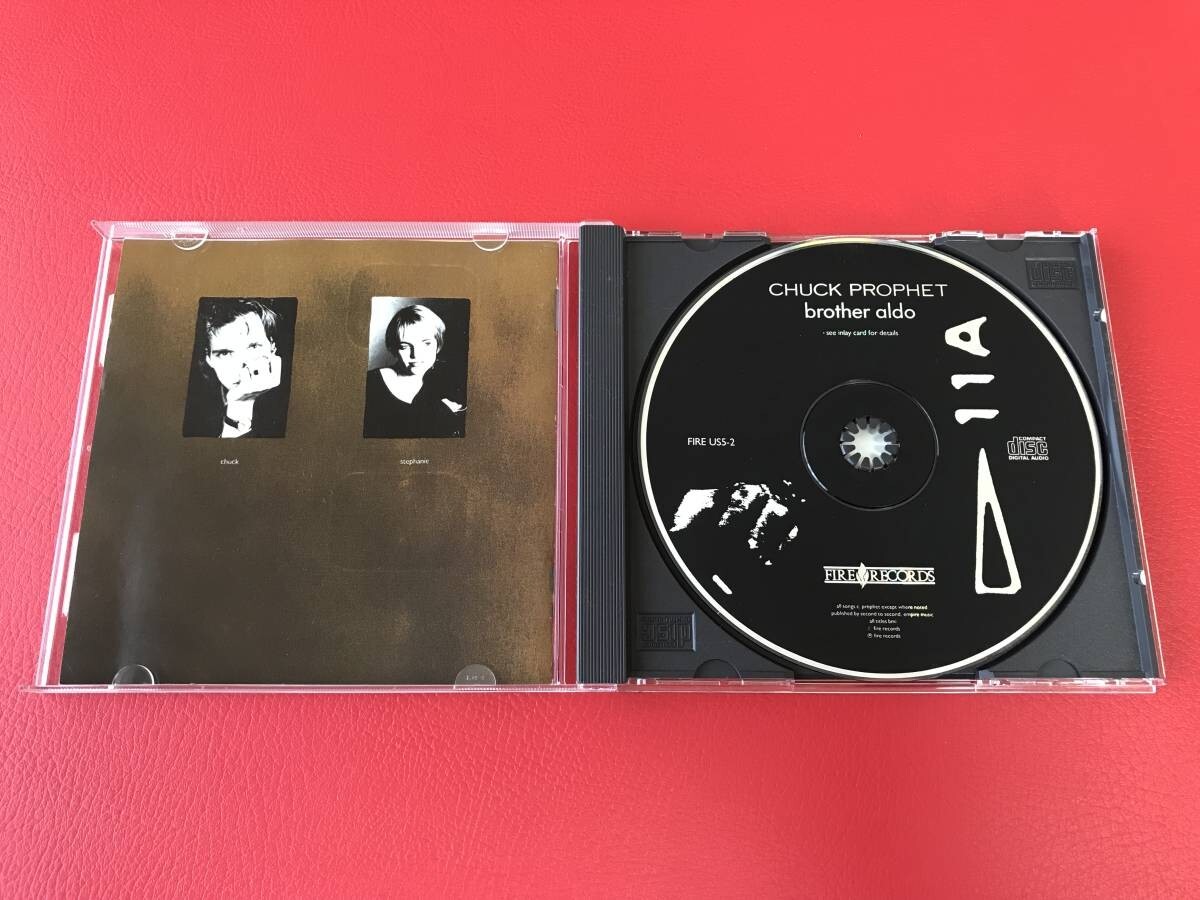 chuck
stephanie
CHUCK PROPHET
brother aldo
· see inlay card for details
FIRE US5-2
COMPACT
disc
DIGITAL AUDIO
FIRE RECORDS
all songs c. prophet except where noted
published by second to second, empire music
all titles bmi
fire records
℗ fire records